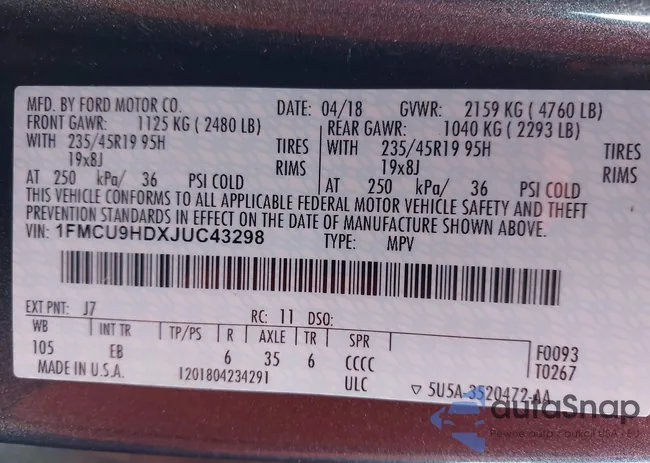 MFD. BY FORD MOTOR CO. DATE: 04/18 GVWR: 2159 KG ( 4760 LB)
FRONT GAWR: 1125 KG ( 2480 LB) REAR GAWR: 1040 KG ( 2293 LB)
WITH 235/45R19 95H TIRES WITH 235/45R19 95H TIRES
19x8J RIMS 19x8J RIMS
AT 250 kPa/ 36 PSI COLD AT 250 kPa/ 36 PSI COLD
THIS VEHICLE CONFORMS TO ALL APPLICABLE FEDERAL MOTOR VEHICLE SAFETY AND THEFT
PREVENTION STANDARDS IN EFFECT ON THE DATE OF MANUFACTURE SHOWN ABOVE.
VIN: 1FMCU9HDXJUC43298 TYPE: MPV
EXT PNT: J7 RC: 11 DSO:
WB INT TR TP/PS R AXLE TR SPR
105 EB 6 35 6 CCCC F0093
MADE IN U.S.A. 120180423429 1 ULC T0267
▽ 5U5A-3520472-AA
autaSnap